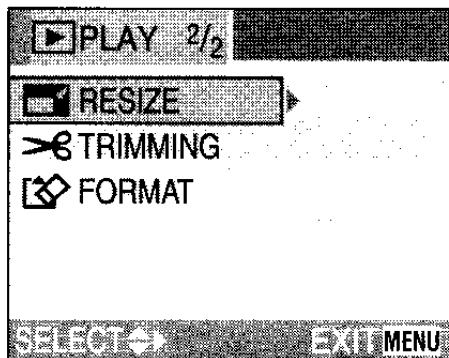 PLAY 2/2
RESIZE
TRIMMING
FORMAT
SELECT EXIT MENU